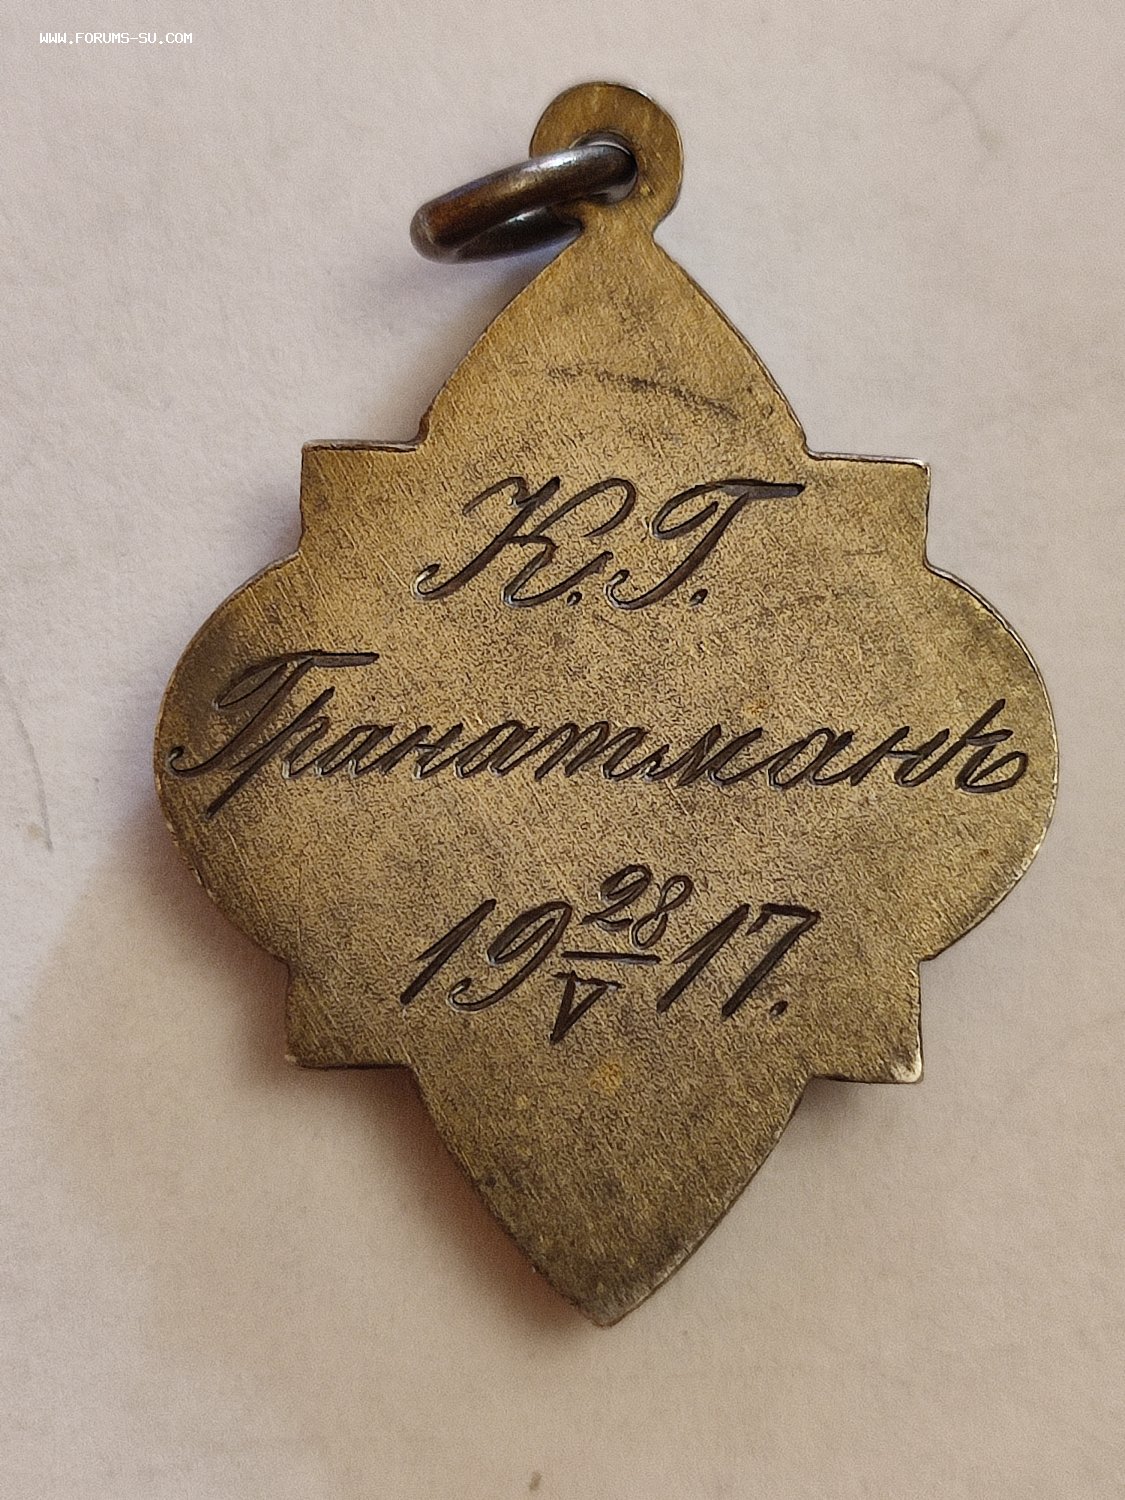 WWW.FORUMS-SU.COM
К. Г.
Гранатманъ
19 28/V 17.